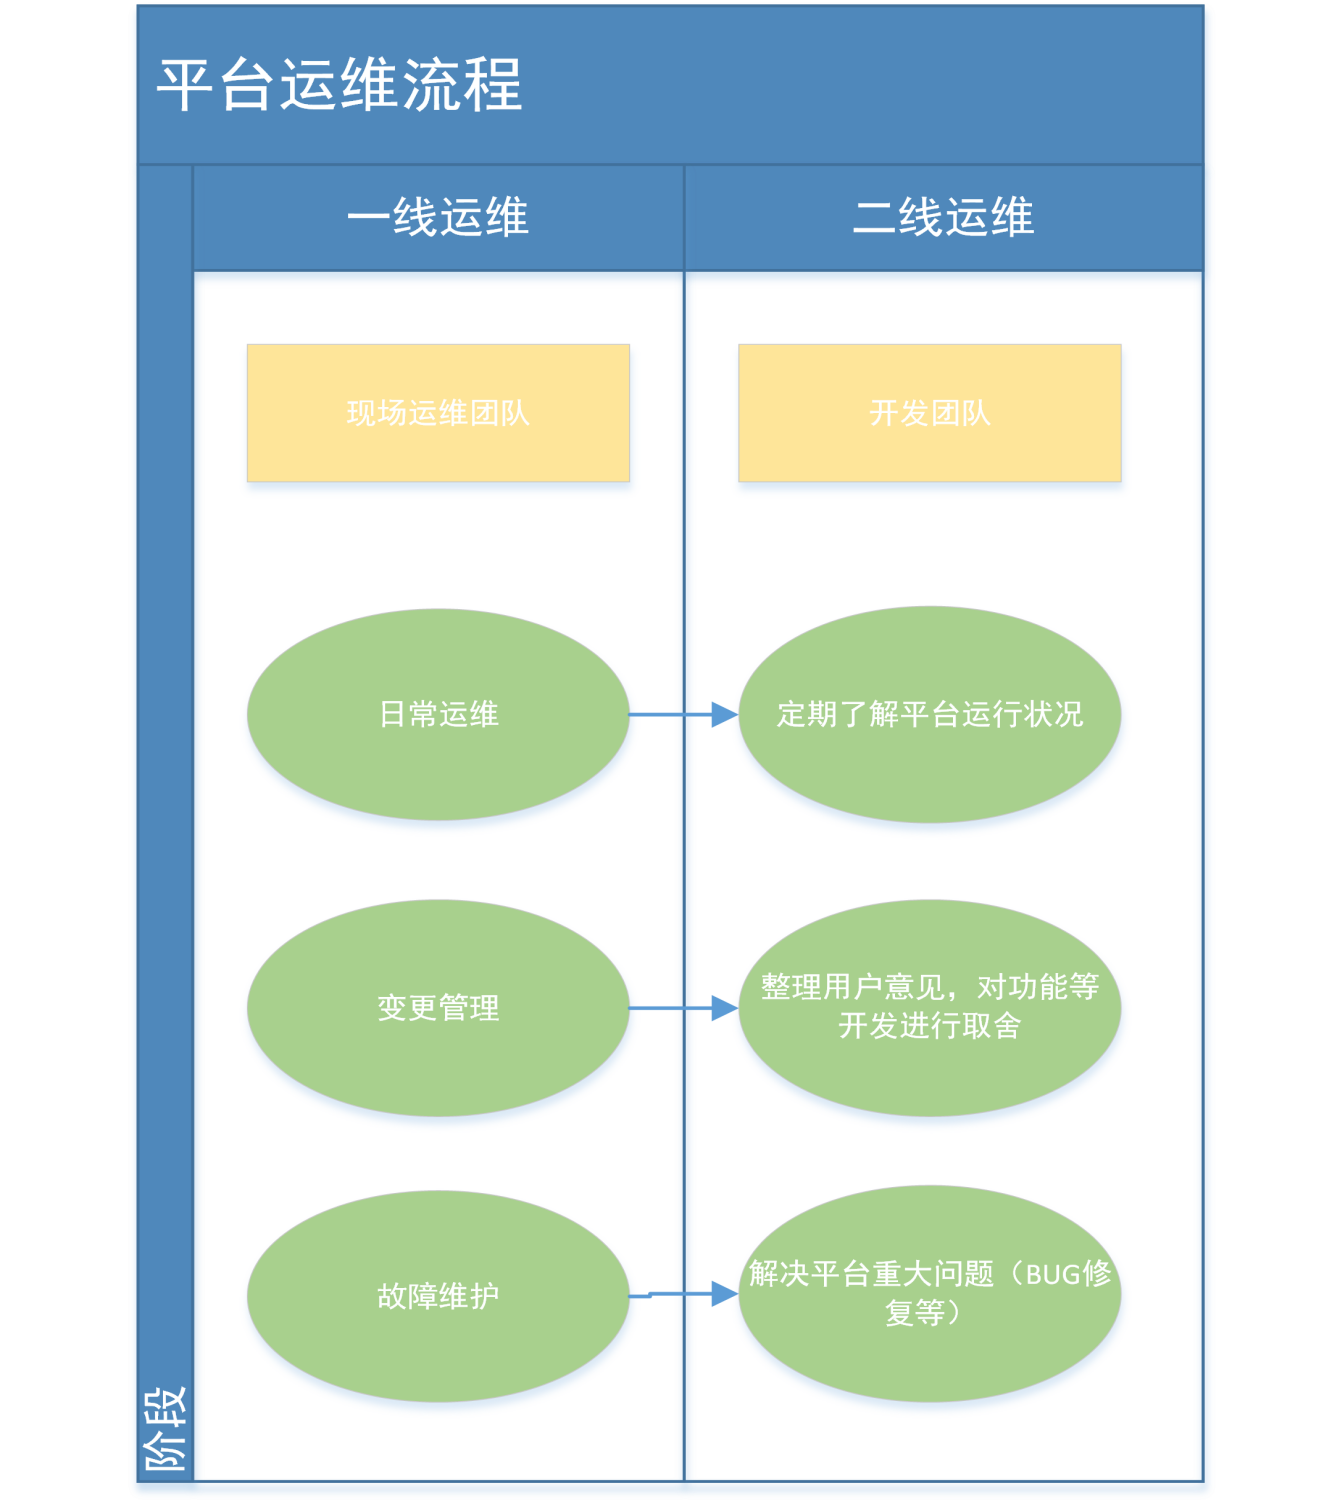 平台运维流程
一线运维
二线运维
现场运维团队
开发团队
日常运维
定期了解平台运行状况
变更管理
整理用户意见，对功能等
开发进行取舍
故障维护
解决平台重大问题（BUG修
复等）
阶段